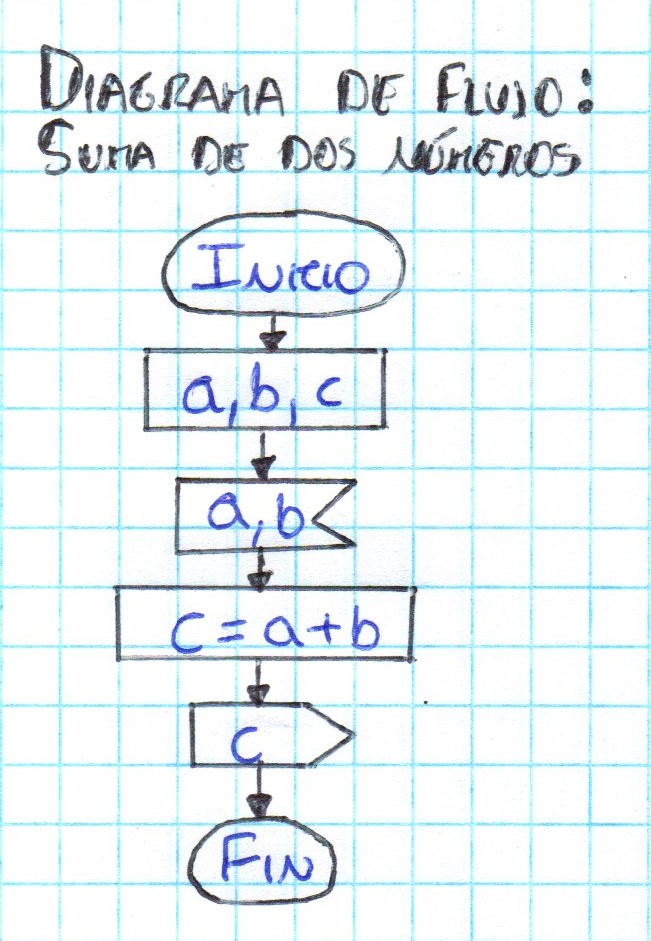 DIAGRAMA DE FLUJO:
SUMA DE DOS NÚMEROS
INICIO
a, b, c
a, b
c = a + b
c
FIN